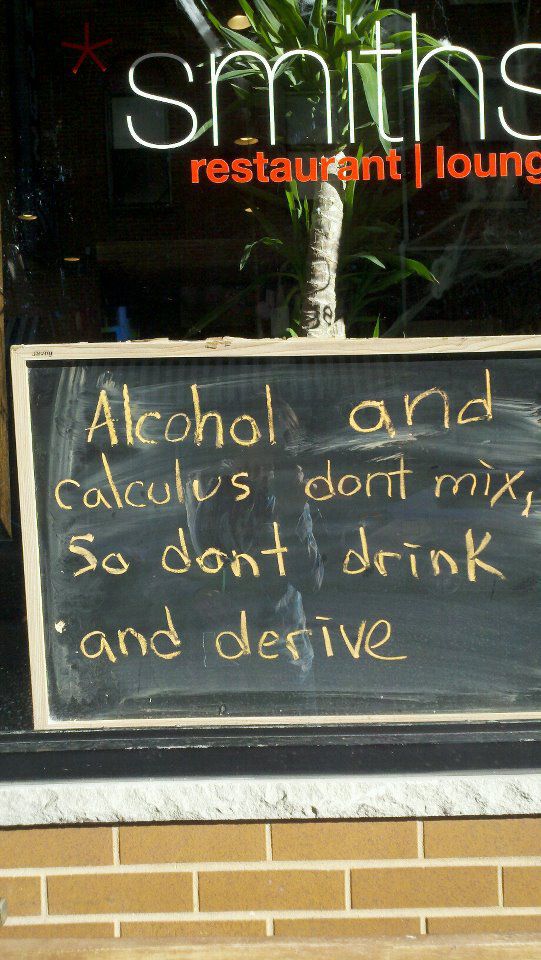 *smiths
restaurant | loung
Alcohol and
calculus dont mix,
So dont drink
and derive